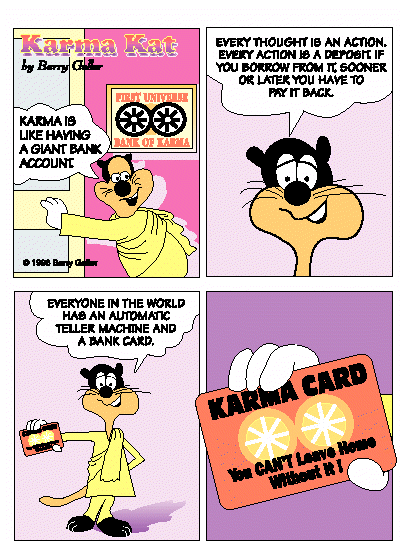 Karma Kat
by Barry Geller
FIRST UNIVERSE
BANK OF KARMA
KARMA IS
LIKE HAVING
A GIANT BANK
ACCOUNT
© 1996 Barry Geller
EVERY THOUGHT IS AN ACTION.
EVERY ACTION IS A DEPOSIT. IF
YOU BORROW FROM IT, SOONER
OR LATER YOU HAVE TO
PAY IT BACK.
EVERYONE IN THE WORLD
HAS AN AUTOMATIC
TELLER MACHINE AND
A BANK CARD.
KARMA CARD
You CAN'T Leave Home
Without It !